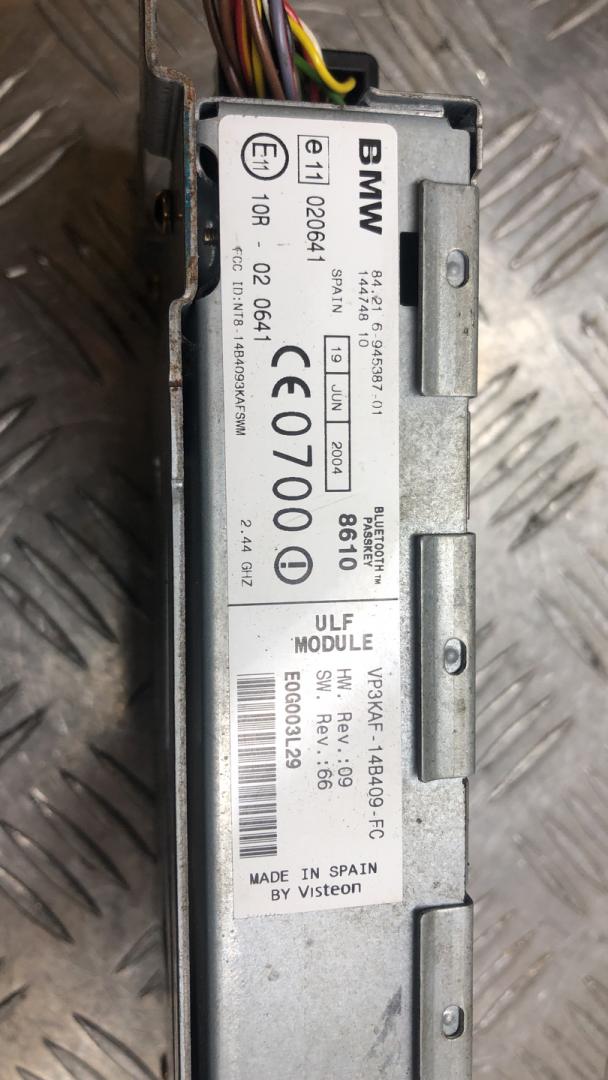 BMW
84.21 6-945387-01
144748 10
e11 020641
SPAIN
19 JUN 2004
E11 10R - 02 0641
FCC ID:NT8-14B4093KAFSWM
CE0700
BLUETOOTH™
PASSKEY
8610
2.44 GHZ
ULF
MODULE
VP3KAF-14B409-FC
HW. Rev.:09
SW. Rev.:66
E0G003L29
MADE IN SPAIN
BY Visteon